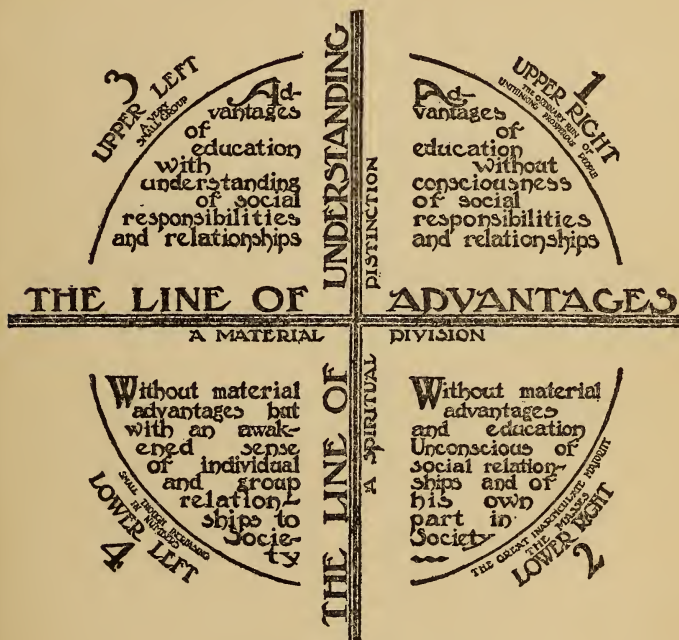 3
UPPER LEFT
A VERY
SMALL GROUP
Ad-
vantages
of
education
with
understanding
of social
responsibilities
and relationships
1
UPPER RIGHT
THE ORDINARY RUN OF
UNTHINKING PROSPEROUS PEOPLE
Ad-
vantages
of
education
without
consciousness
of social
responsibilities
and relationships
THE LINE OF ADVANTAGES
A MATERIAL DIVISION
THE LINE OF UNDERSTANDING
A SPIRITUAL DISTINCTION
Without material
advantages but
with an awak-
ened sense
of individual
and group
relation-
ships to
Socie-
ty
SMALL THOUGH INCREASING
IN NUMBER
LOWER LEFT
4
Without material
advantages
and education
Unconscious of
social relation-
ships and of
his own
part in
Society
THE GREAT INARTICULATE MAJORITY
THE MASSES
LOWER RIGHT
2